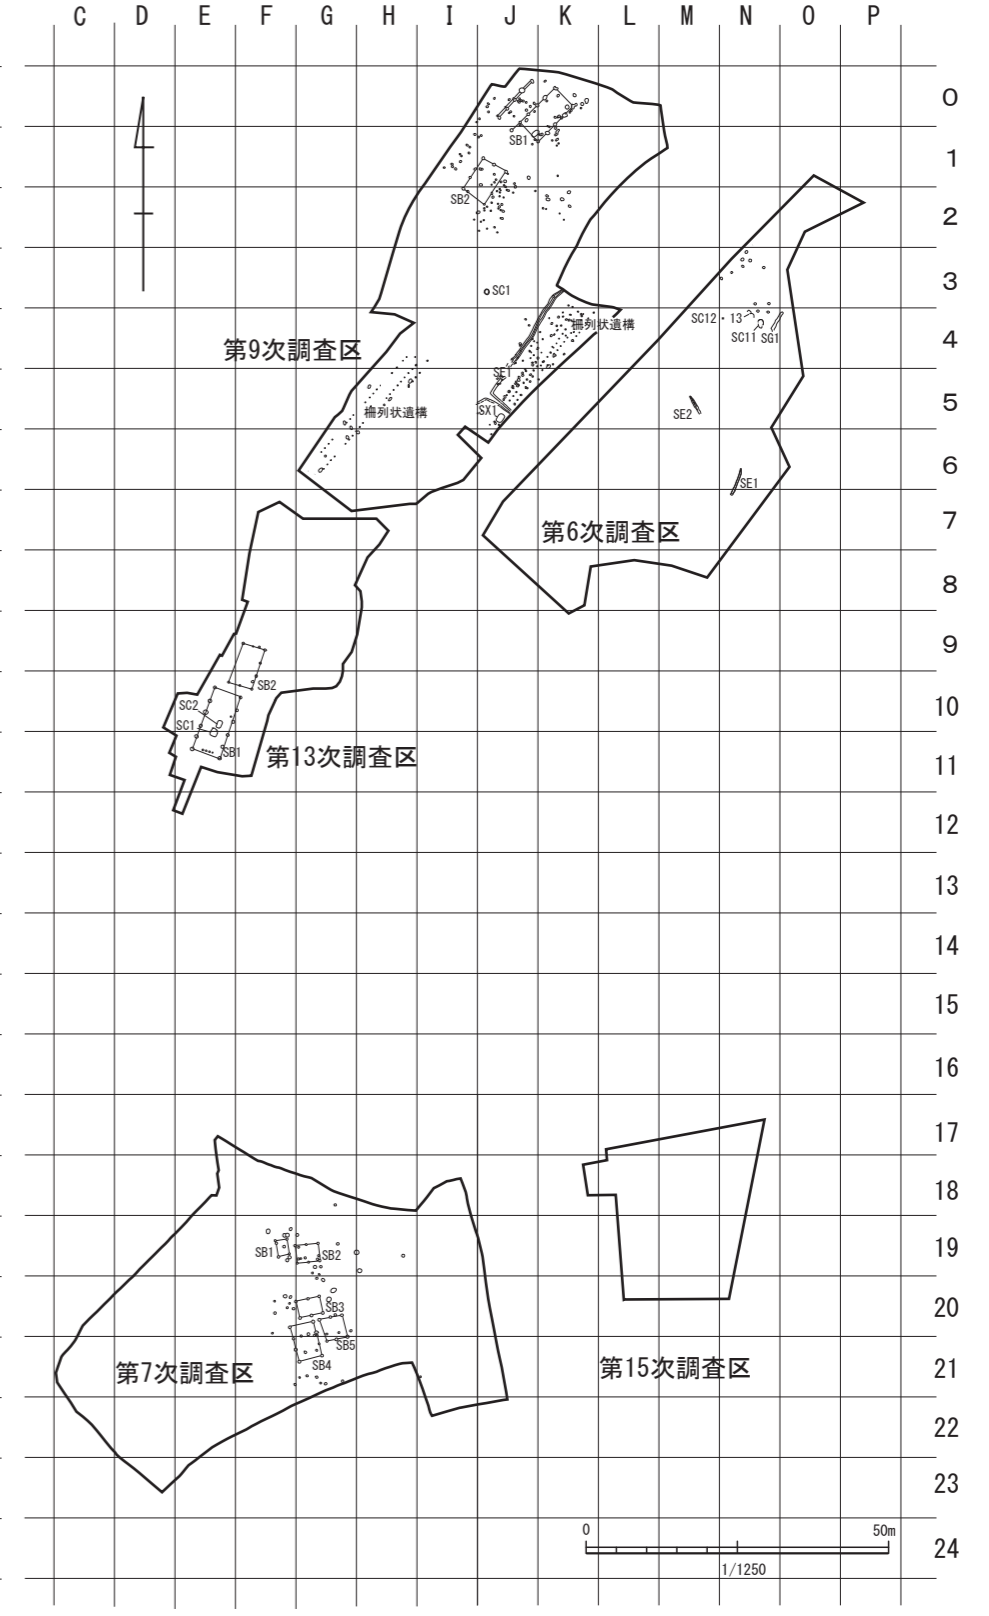 C D E F G H I J K L M N O P
0
SB1
1
SB2
2
3
SC1
SC12・13
柵列状遺構
SC11 SG1
第9次調査区
4
SE1
5
柵列状遺構
SX1
SE2
6
SE1
7
第6次調査区
8
9
SB2
10
SC2
SC1
SB1
第13次調査区
11
12
13
14
15
16
17
18
19
SB1
SB2
20
SB3
SB5
SB4
第7次調査区
第15次調査区
21
22
23
0 50m
24
1/1250